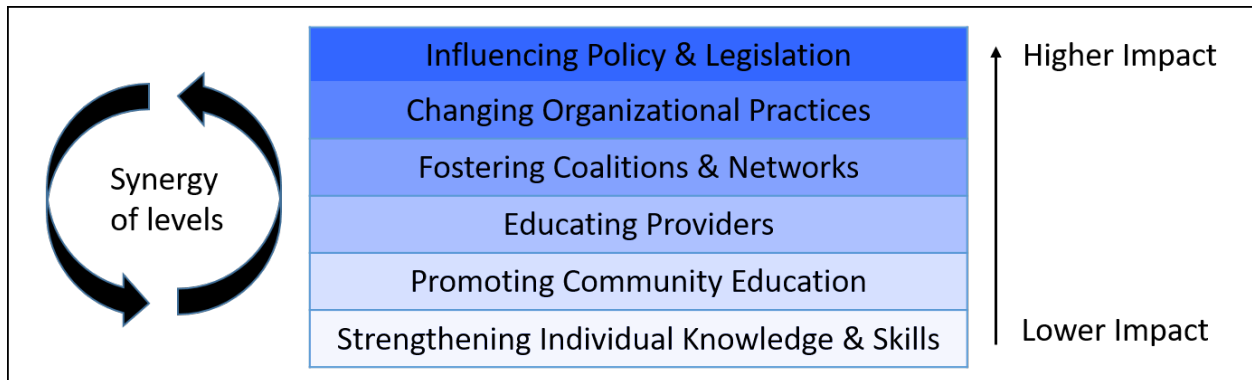 Synergy
of levels
Influencing Policy & Legislation
Changing Organizational Practices
Fostering Coalitions & Networks
Educating Providers
Promoting Community Education
Strengthening Individual Knowledge & Skills
Higher Impact
Lower Impact